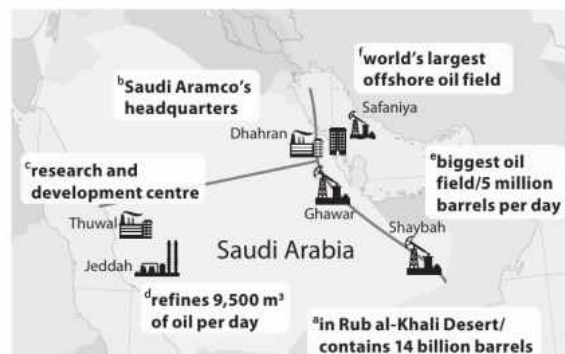 ᶠworld's largest
offshore oil field
ᵇSaudi Aramco's
headquarters
Safaniya
Dhahran
ᶜresearch and
development centre
ᵉbiggest oil
field/5 million
barrels per day
Ghawar
Shaybah
Thuwal
Saudi Arabia
Jeddah
ᵈrefines 9,500 m³
of oil per day
ᵃin Rub al-Khali Desert/
contains 14 billion barrels